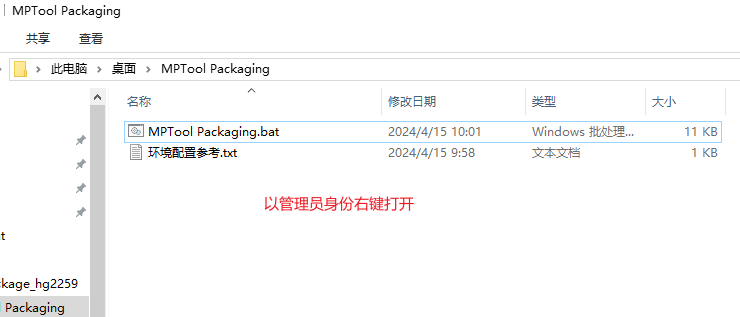 MPTool Packaging
共享 查看
此电脑 桌面 MPTool Packaging
名称 修改日期 类型 大小
MPTool Packaging.bat 2024/4/15 10:01 Windows 批处理... 11 KB
环境配置参考.txt 2024/4/15 9:58 文本文档 1 KB
以管理员身份右键打开
t
ckage_hg2259
Packaging